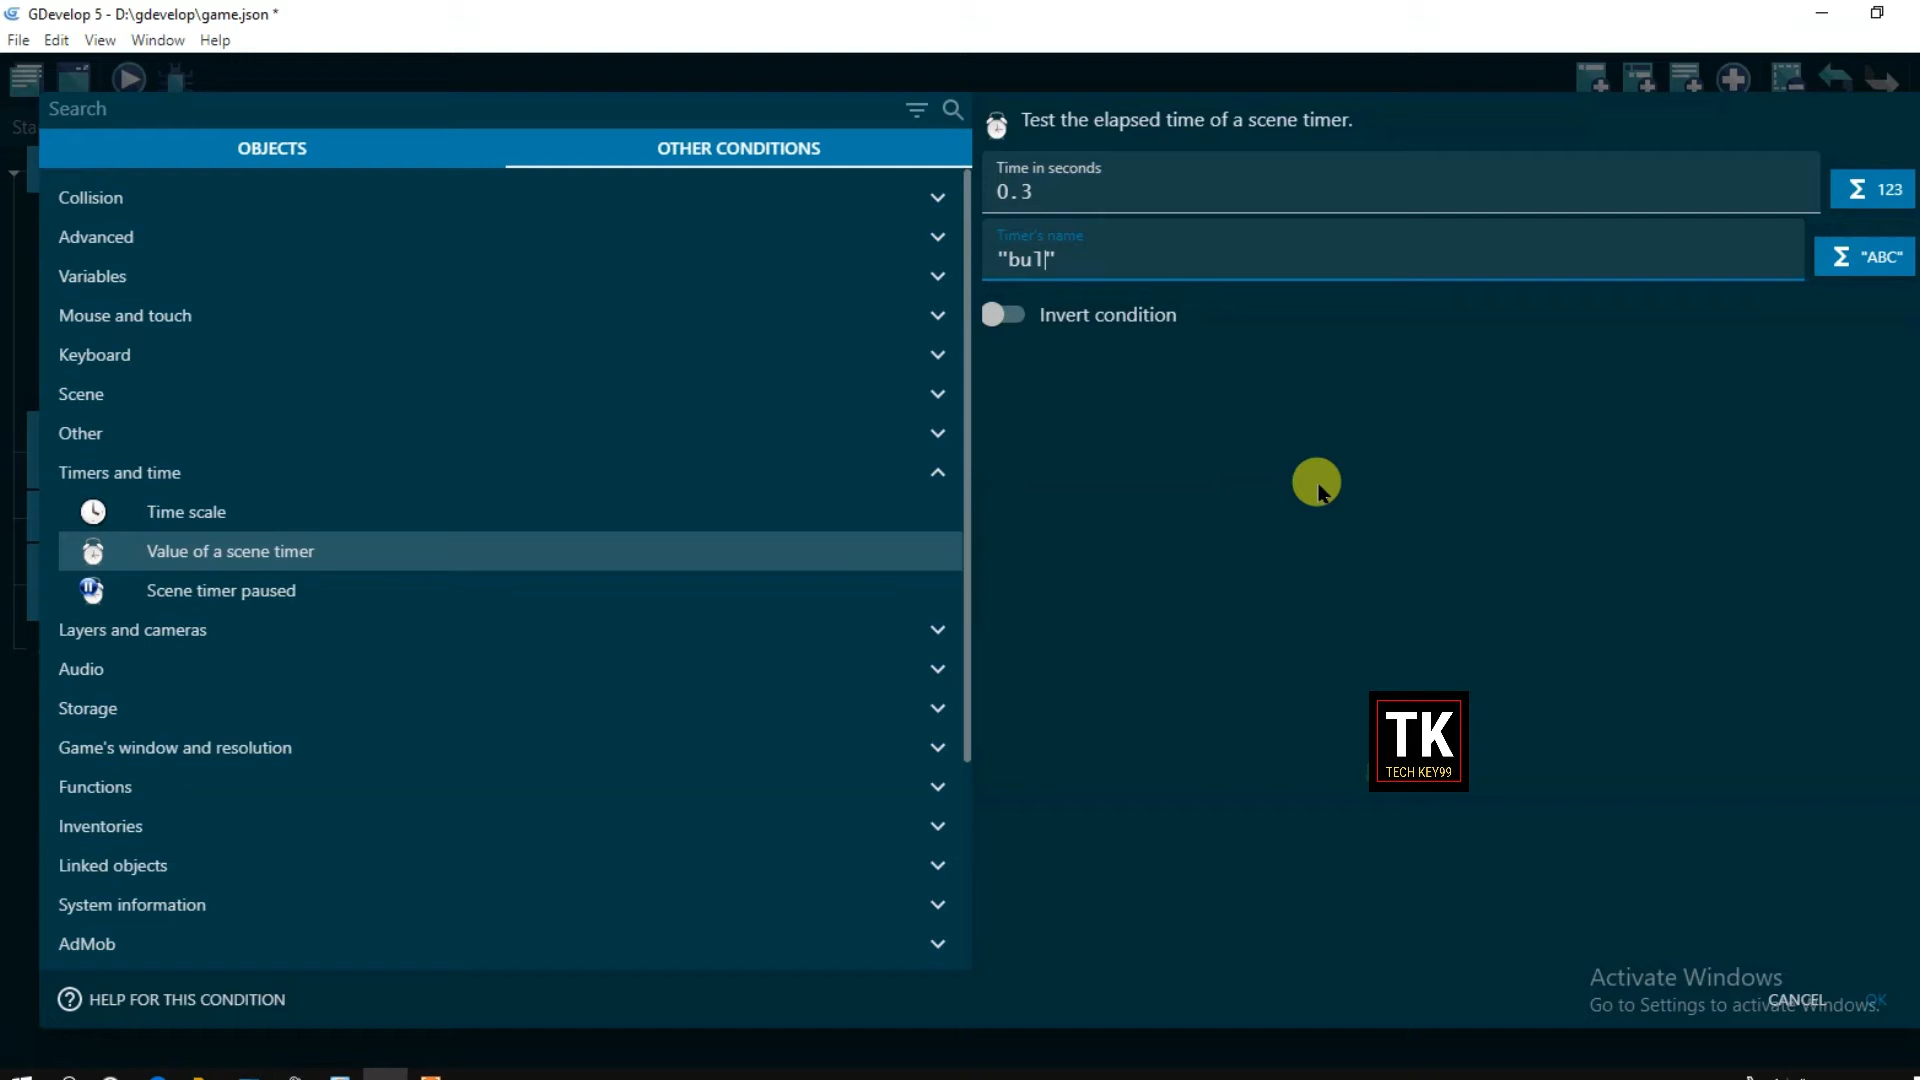 GDevelop 5 - D:\gdevelop\game.json *
File Edit View Window Help
Search
Sta
OBJECTS
OTHER CONDITIONS
Collision
Advanced
Variables
Mouse and touch
Keyboard
Scene
Other
Timers and time
Time scale
Value of a scene timer
Scene timer paused
Layers and cameras
Audio
Storage
Game's window and resolution
Functions
Inventories
Linked objects
System information
AdMob
HELP FOR THIS CONDITION
Test the elapsed time of a scene timer.
Time in seconds
0.3
Σ 123
Timer's name
"bul"
Σ "ABC"
Invert condition
TK
TECH KEY99
Activate Windows
Go to Settings to activate Windows.
CANCEL
OK